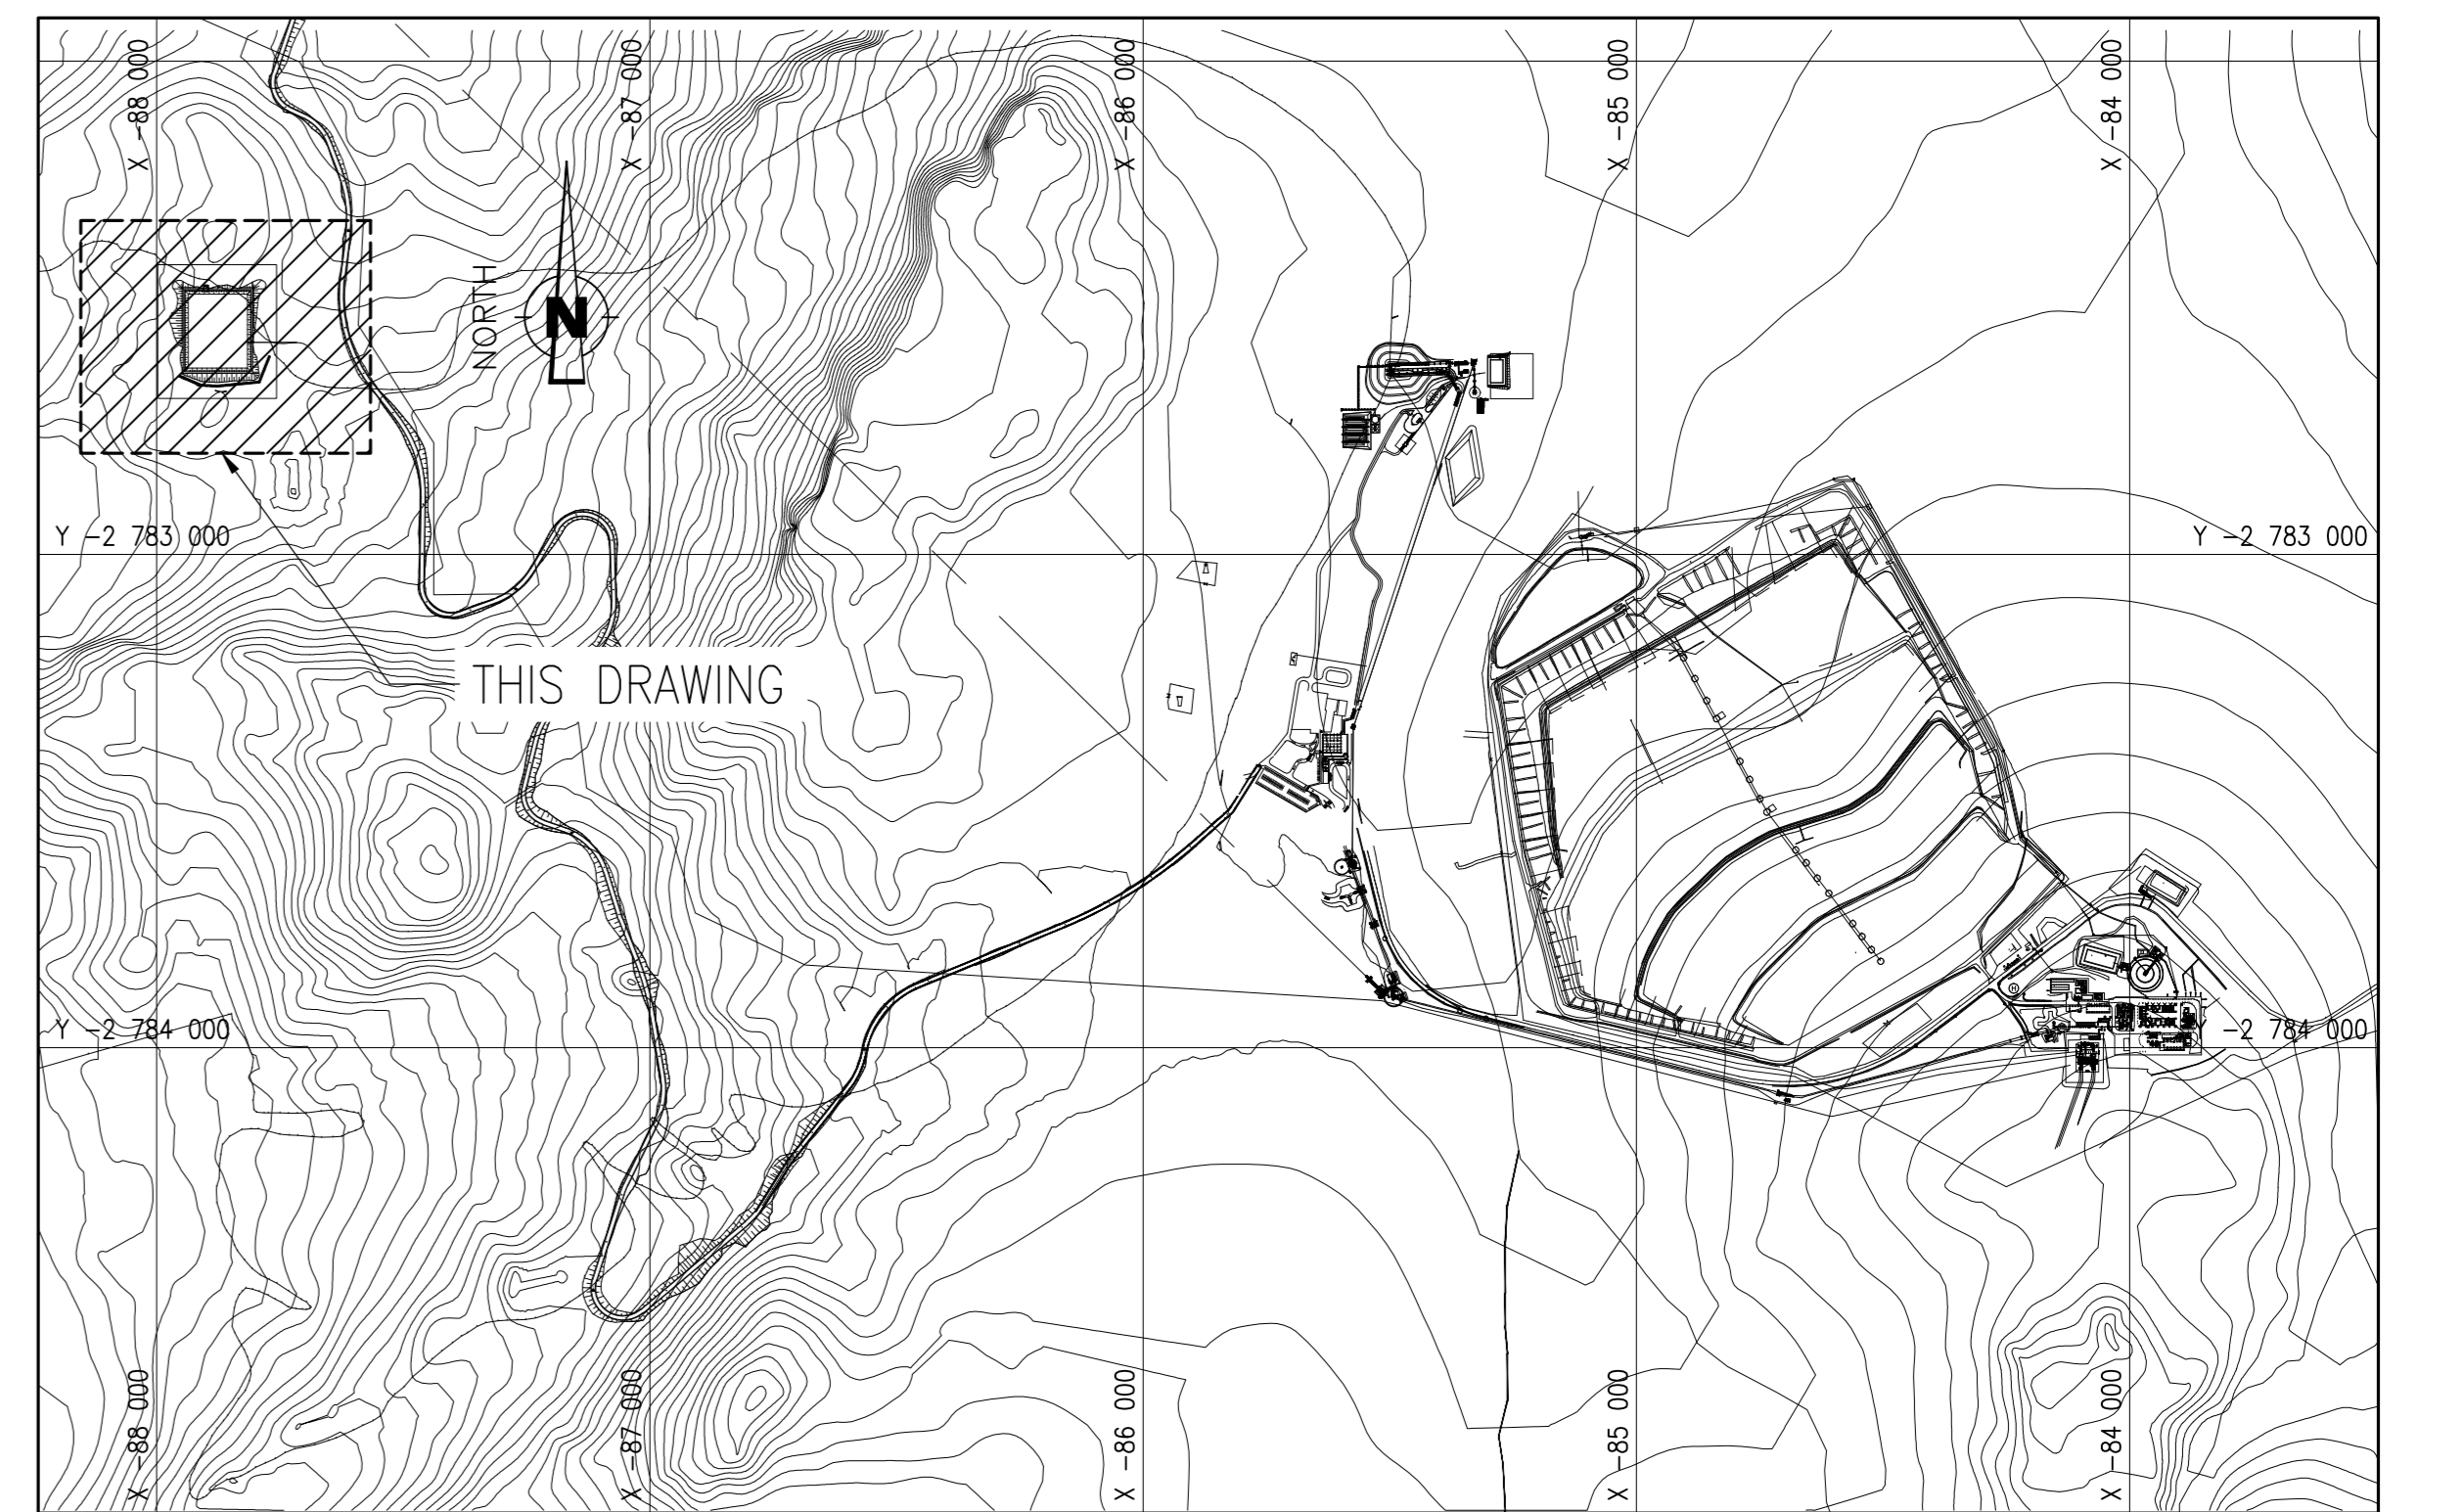 X -88 000
X -87 000
X -86 000
X -85 000
X -84 000
NORTH
N
Y -2 783 000
Y -2 783 000
THIS DRAWING
Y -2 784 000
Y -2 784 000
X -88 000
X -87 000
X -86 000
X -85 000
X -84 000